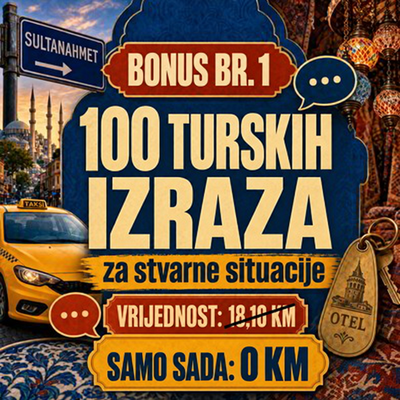 SULTANAHMET
BONUS BR. 1
100 TURSKIH
IZRAZA
za stvarne situacije
TAKSİ
OTEL
VRIJEDNOST: 18,10 KM
SAMO SADA: 0 KM